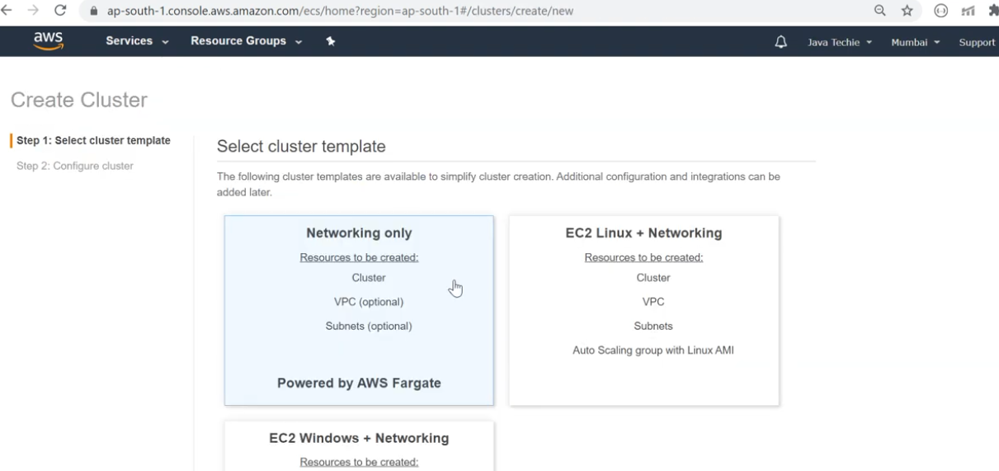 ap-south-1.console.aws.amazon.com/ecs/home?region=ap-south-1#/clusters/create/new
aws Services Resource Groups Java Techie Mumbai Support
Create Cluster
Step 1: Select cluster template
Step 2: Configure cluster
Select cluster template
The following cluster templates are available to simplify cluster creation. Additional configuration and integrations can be
added later.
Networking only
Resources to be created:
Cluster
VPC (optional)
Subnets (optional)
Powered by AWS Fargate
EC2 Linux + Networking
Resources to be created:
Cluster
VPC
Subnets
Auto Scaling group with Linux AMI
EC2 Windows + Networking
Resources to be created: